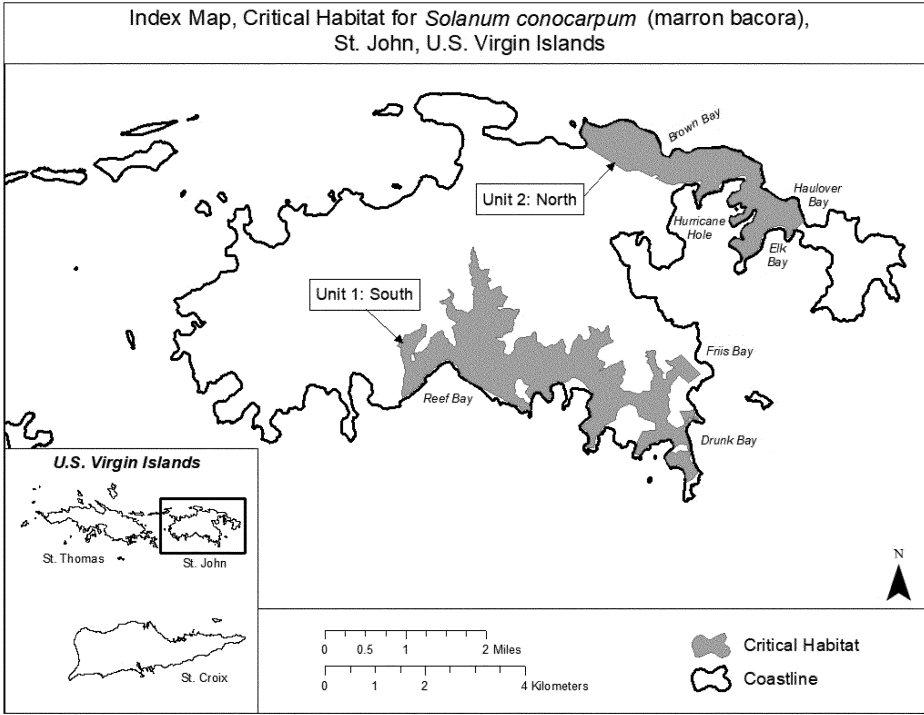 Index Map, Critical Habitat for Solanum conocarpum (marron bacora),
St. John, U.S. Virgin Islands
Brown Bay
Unit 2: North
Haulover
Bay
Hurricane
Hole
Elk
Bay
Unit 1: South
Friis Bay
Reef Bay
Drunk Bay
U.S. Virgin Islands
St. Thomas
St. John
St. Croix
N
0 0.5 1 2 Miles
0 1 2 4 Kilometers
Critical Habitat
Coastline